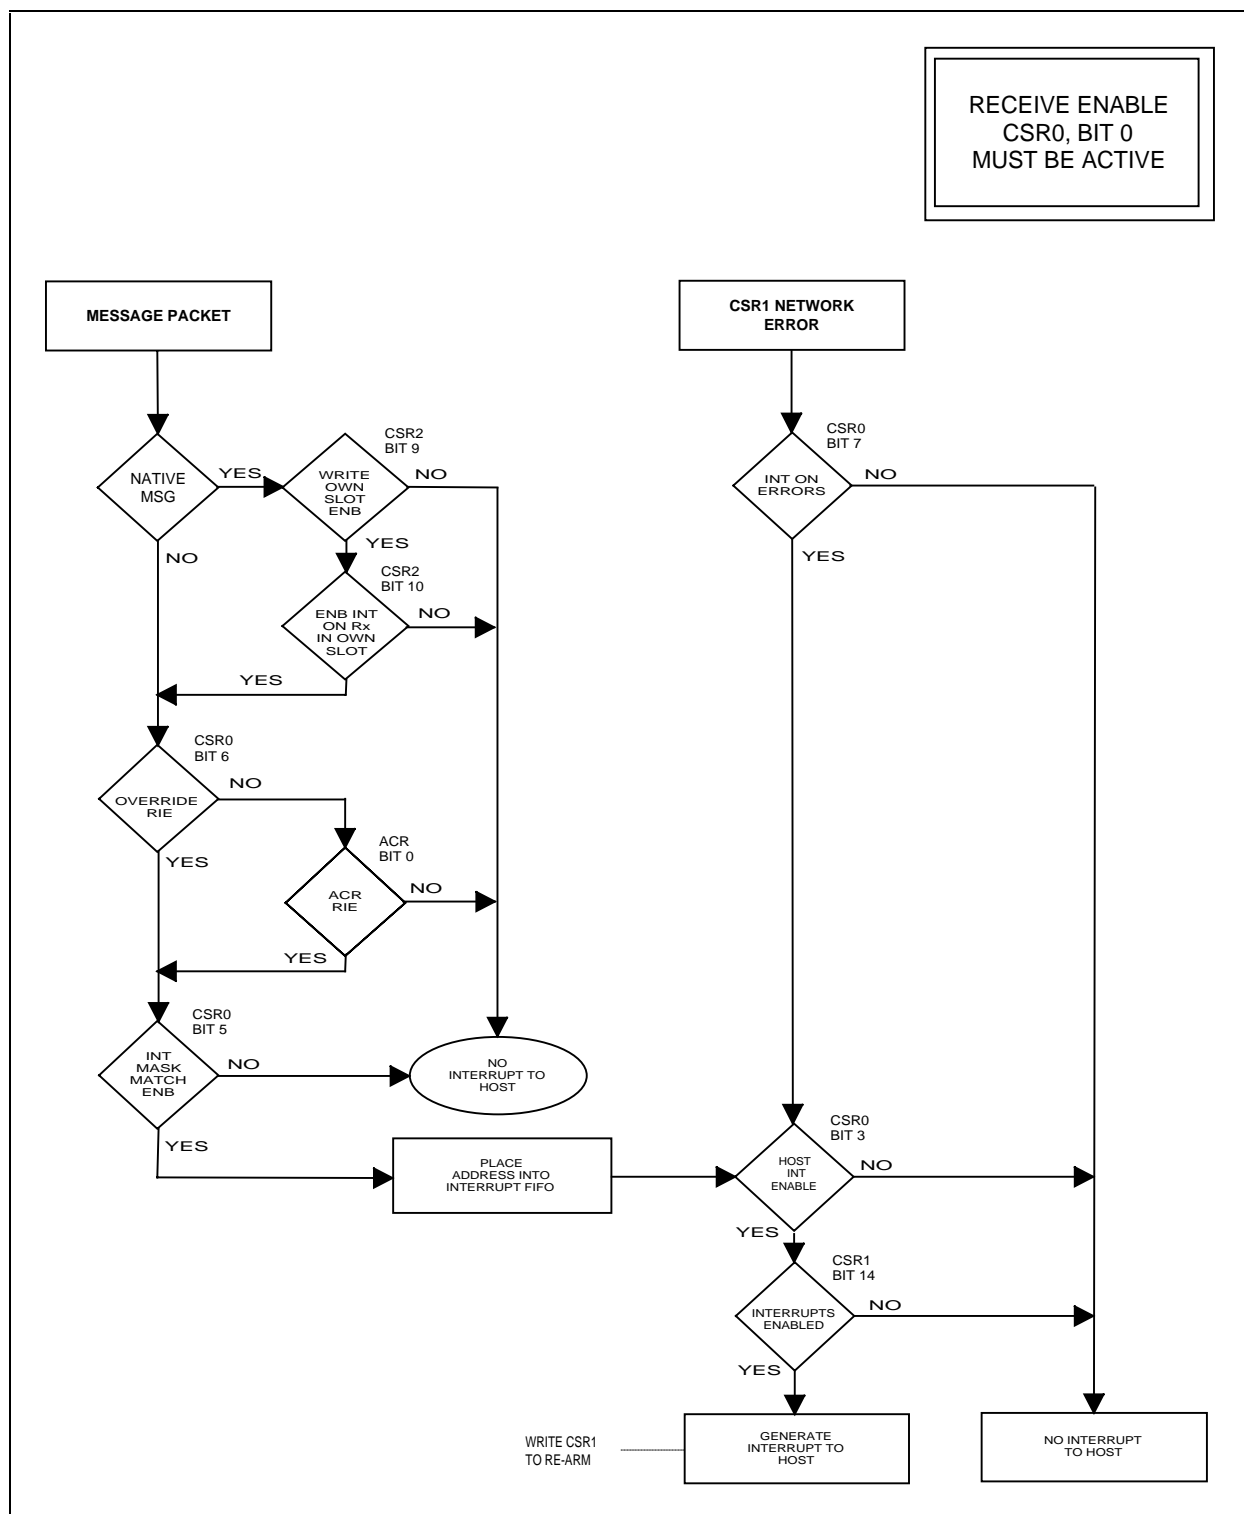 RECEIVE ENABLE
CSR0, BIT 0
MUST BE ACTIVE
MESSAGE PACKET
CSR1 NETWORK
ERROR
NATIVE
MSG
YES
NO
CSR2
BIT 9
WRITE
OWN
SLOT
ENB
NO
YES
CSR2
BIT 10
ENB INT
ON Rx
IN OWN
SLOT
NO
YES
CSR0
BIT 7
INT ON
ERRORS
NO
YES
CSR0
BIT 6
OVERRIDE
RIE
NO
YES
ACR
BIT 0
ACR
RIE
NO
YES
CSR0
BIT 5
INT
MASK
MATCH
ENB
NO
YES
NO
INTERRUPT TO
HOST
PLACE
ADDRESS INTO
INTERRUPT FIFO
CSR0
BIT 3
HOST
INT
ENABLE
NO
YES
CSR1
BIT 14
INTERRUPTS
ENABLED
NO
YES
WRITE CSR1
TO RE-ARM
GENERATE
INTERRUPT TO
HOST
NO INTERRUPT
TO HOST